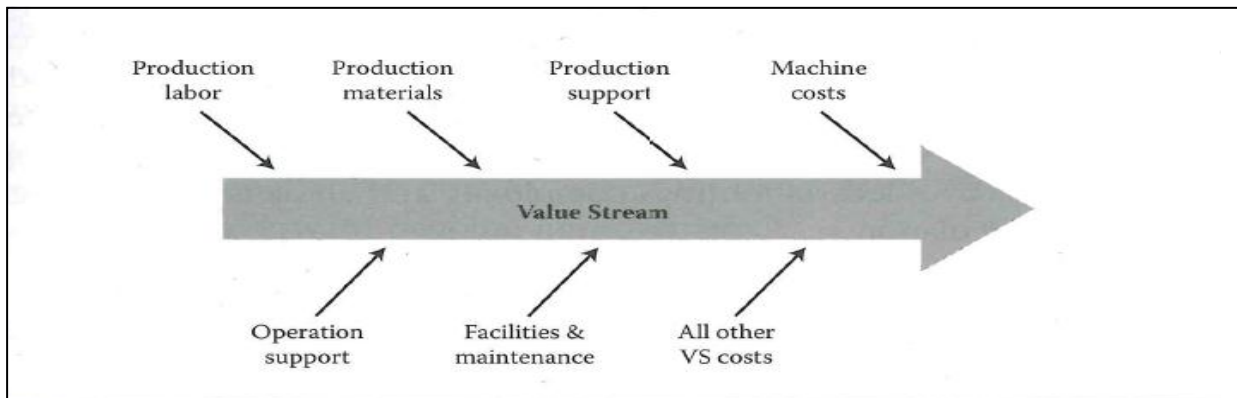 Production
labor
Production
materials
Production
support
Machine
costs
Value Stream
Operation
support
Facilities &
maintenance
All other
VS costs